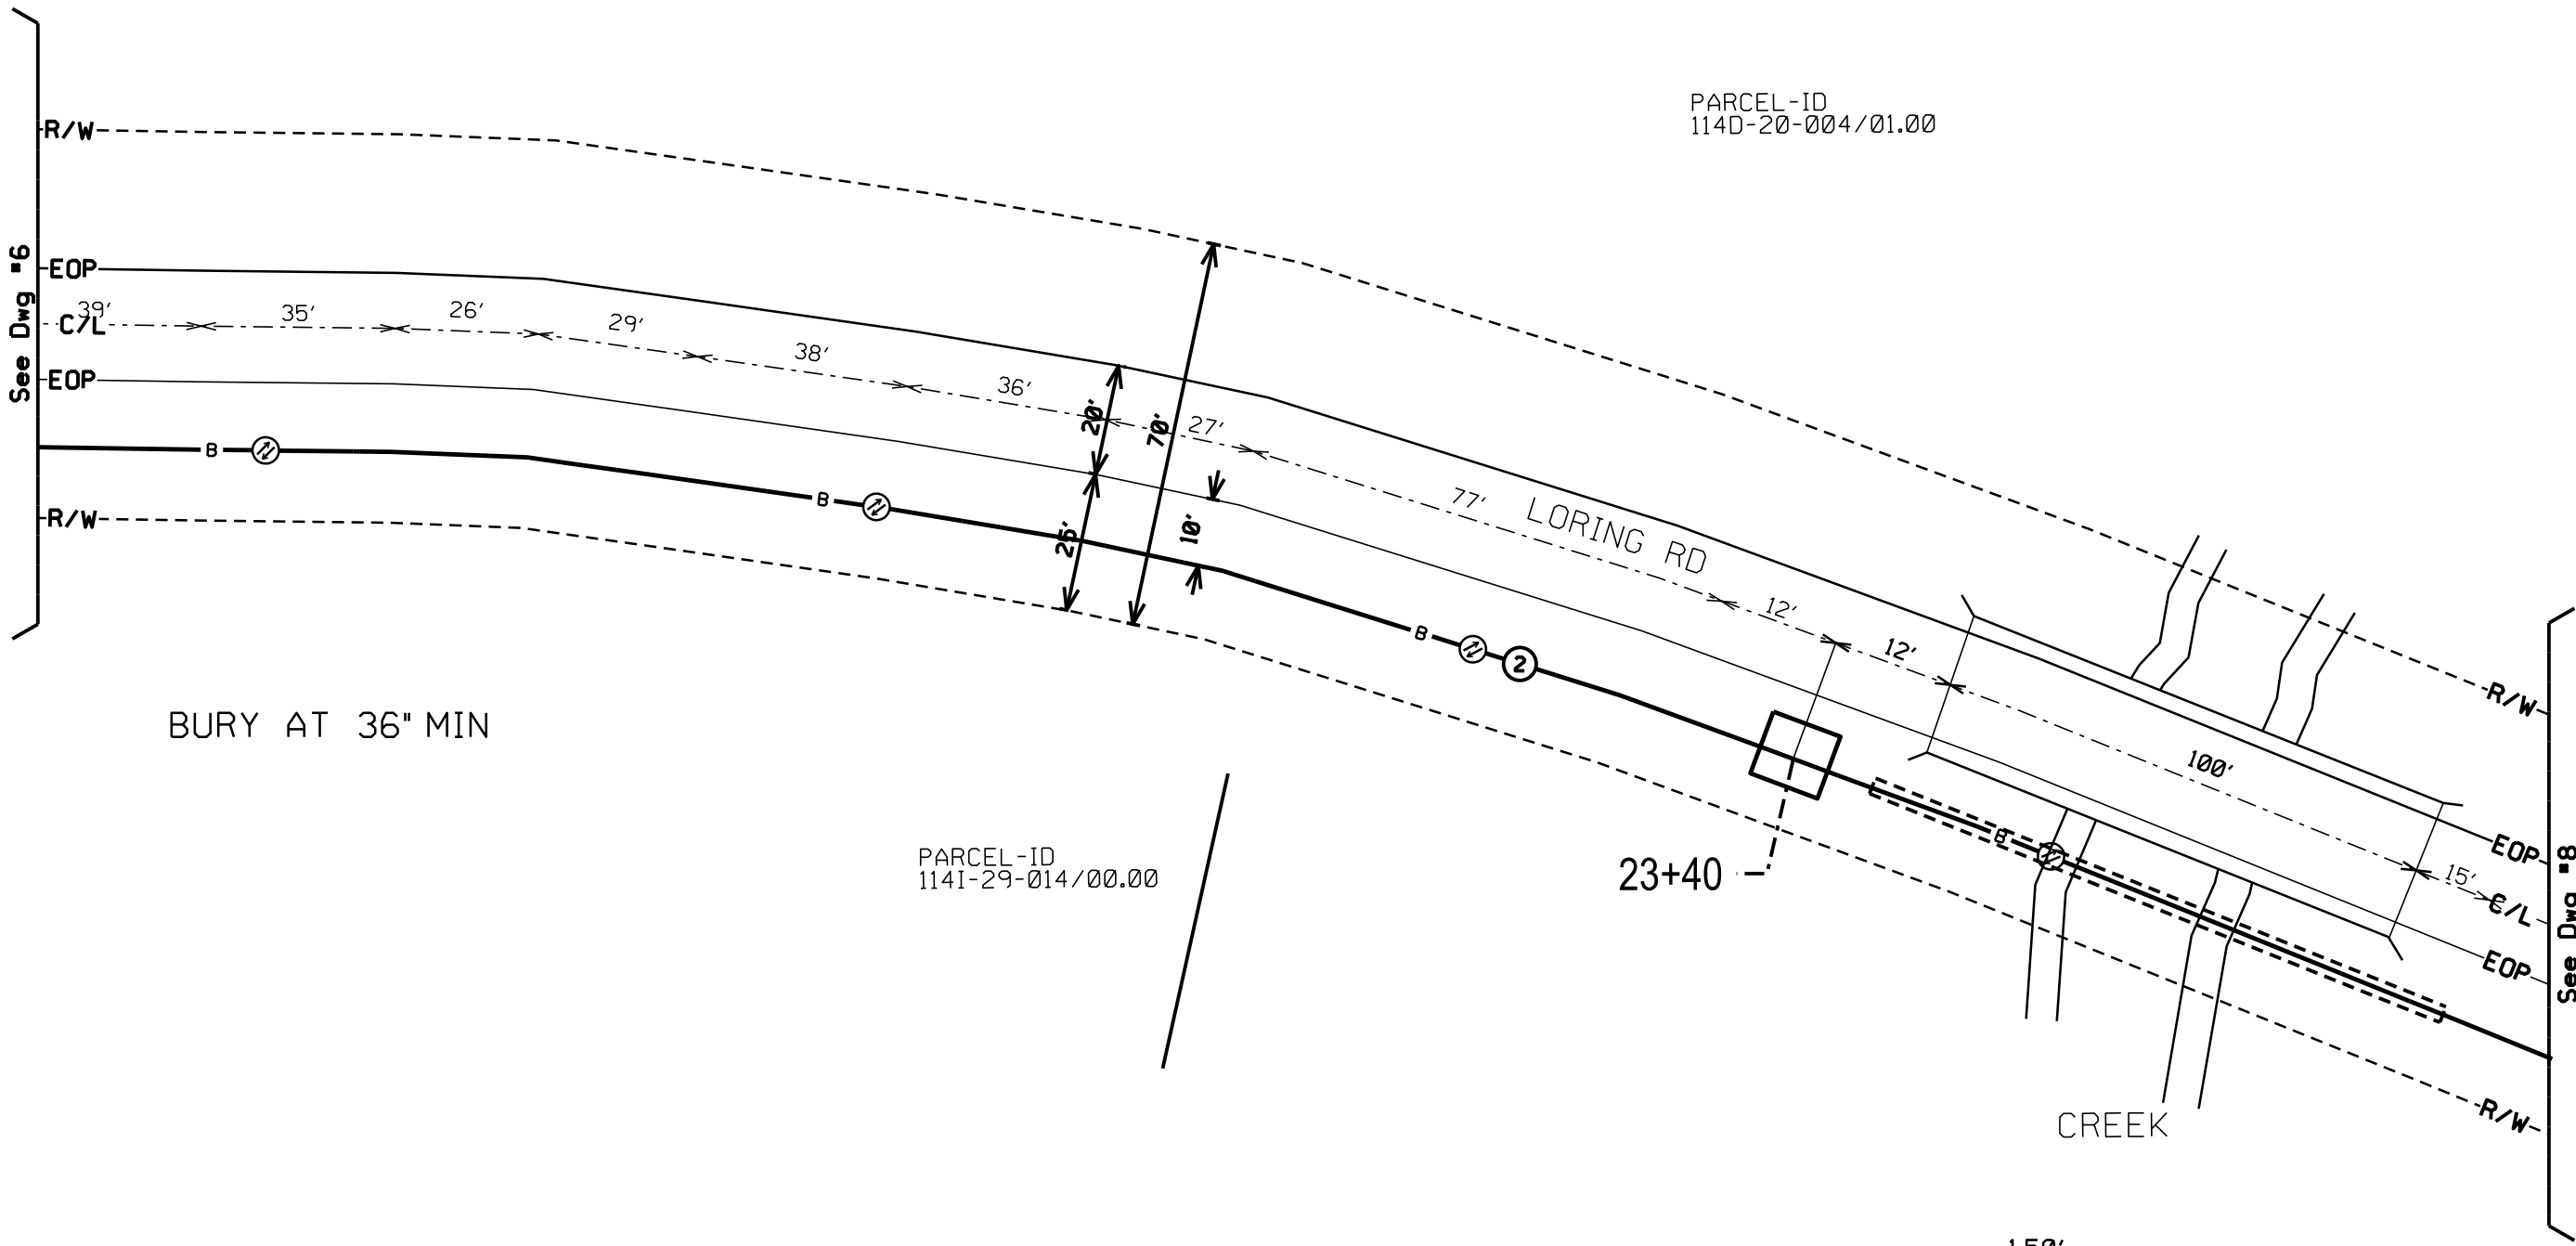 PARCEL-ID
114D-20-004/01.00
R/W
See Dwg #6
EOP
39'
35'
26'
29'
C/L
38'
EOP
36'
20'
70'
27'
B
B
77'
LORING RD
R/W
25'
10'
12'
B
2
12'
R/W
BURY AT 36" MIN
100'
PARCEL-ID
114I-29-014/00.00
23+40
B
EOP
15'
C/L
See Dwg #8
EOP
CREEK
R/W
150'